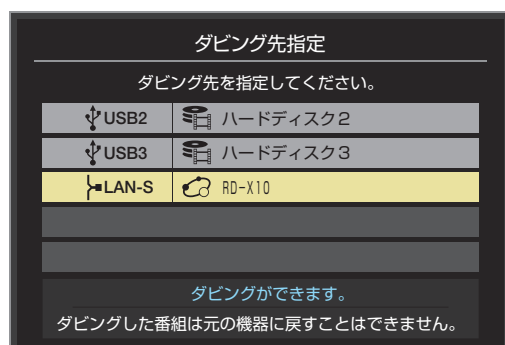 ダビング先指定
ダビング先を指定してください。
USB2 ハードディスク2
USB3 ハードディスク3
LAN-S RD-X10
ダビングができます。
ダビングした番組は元の機器に戻すことはできません。